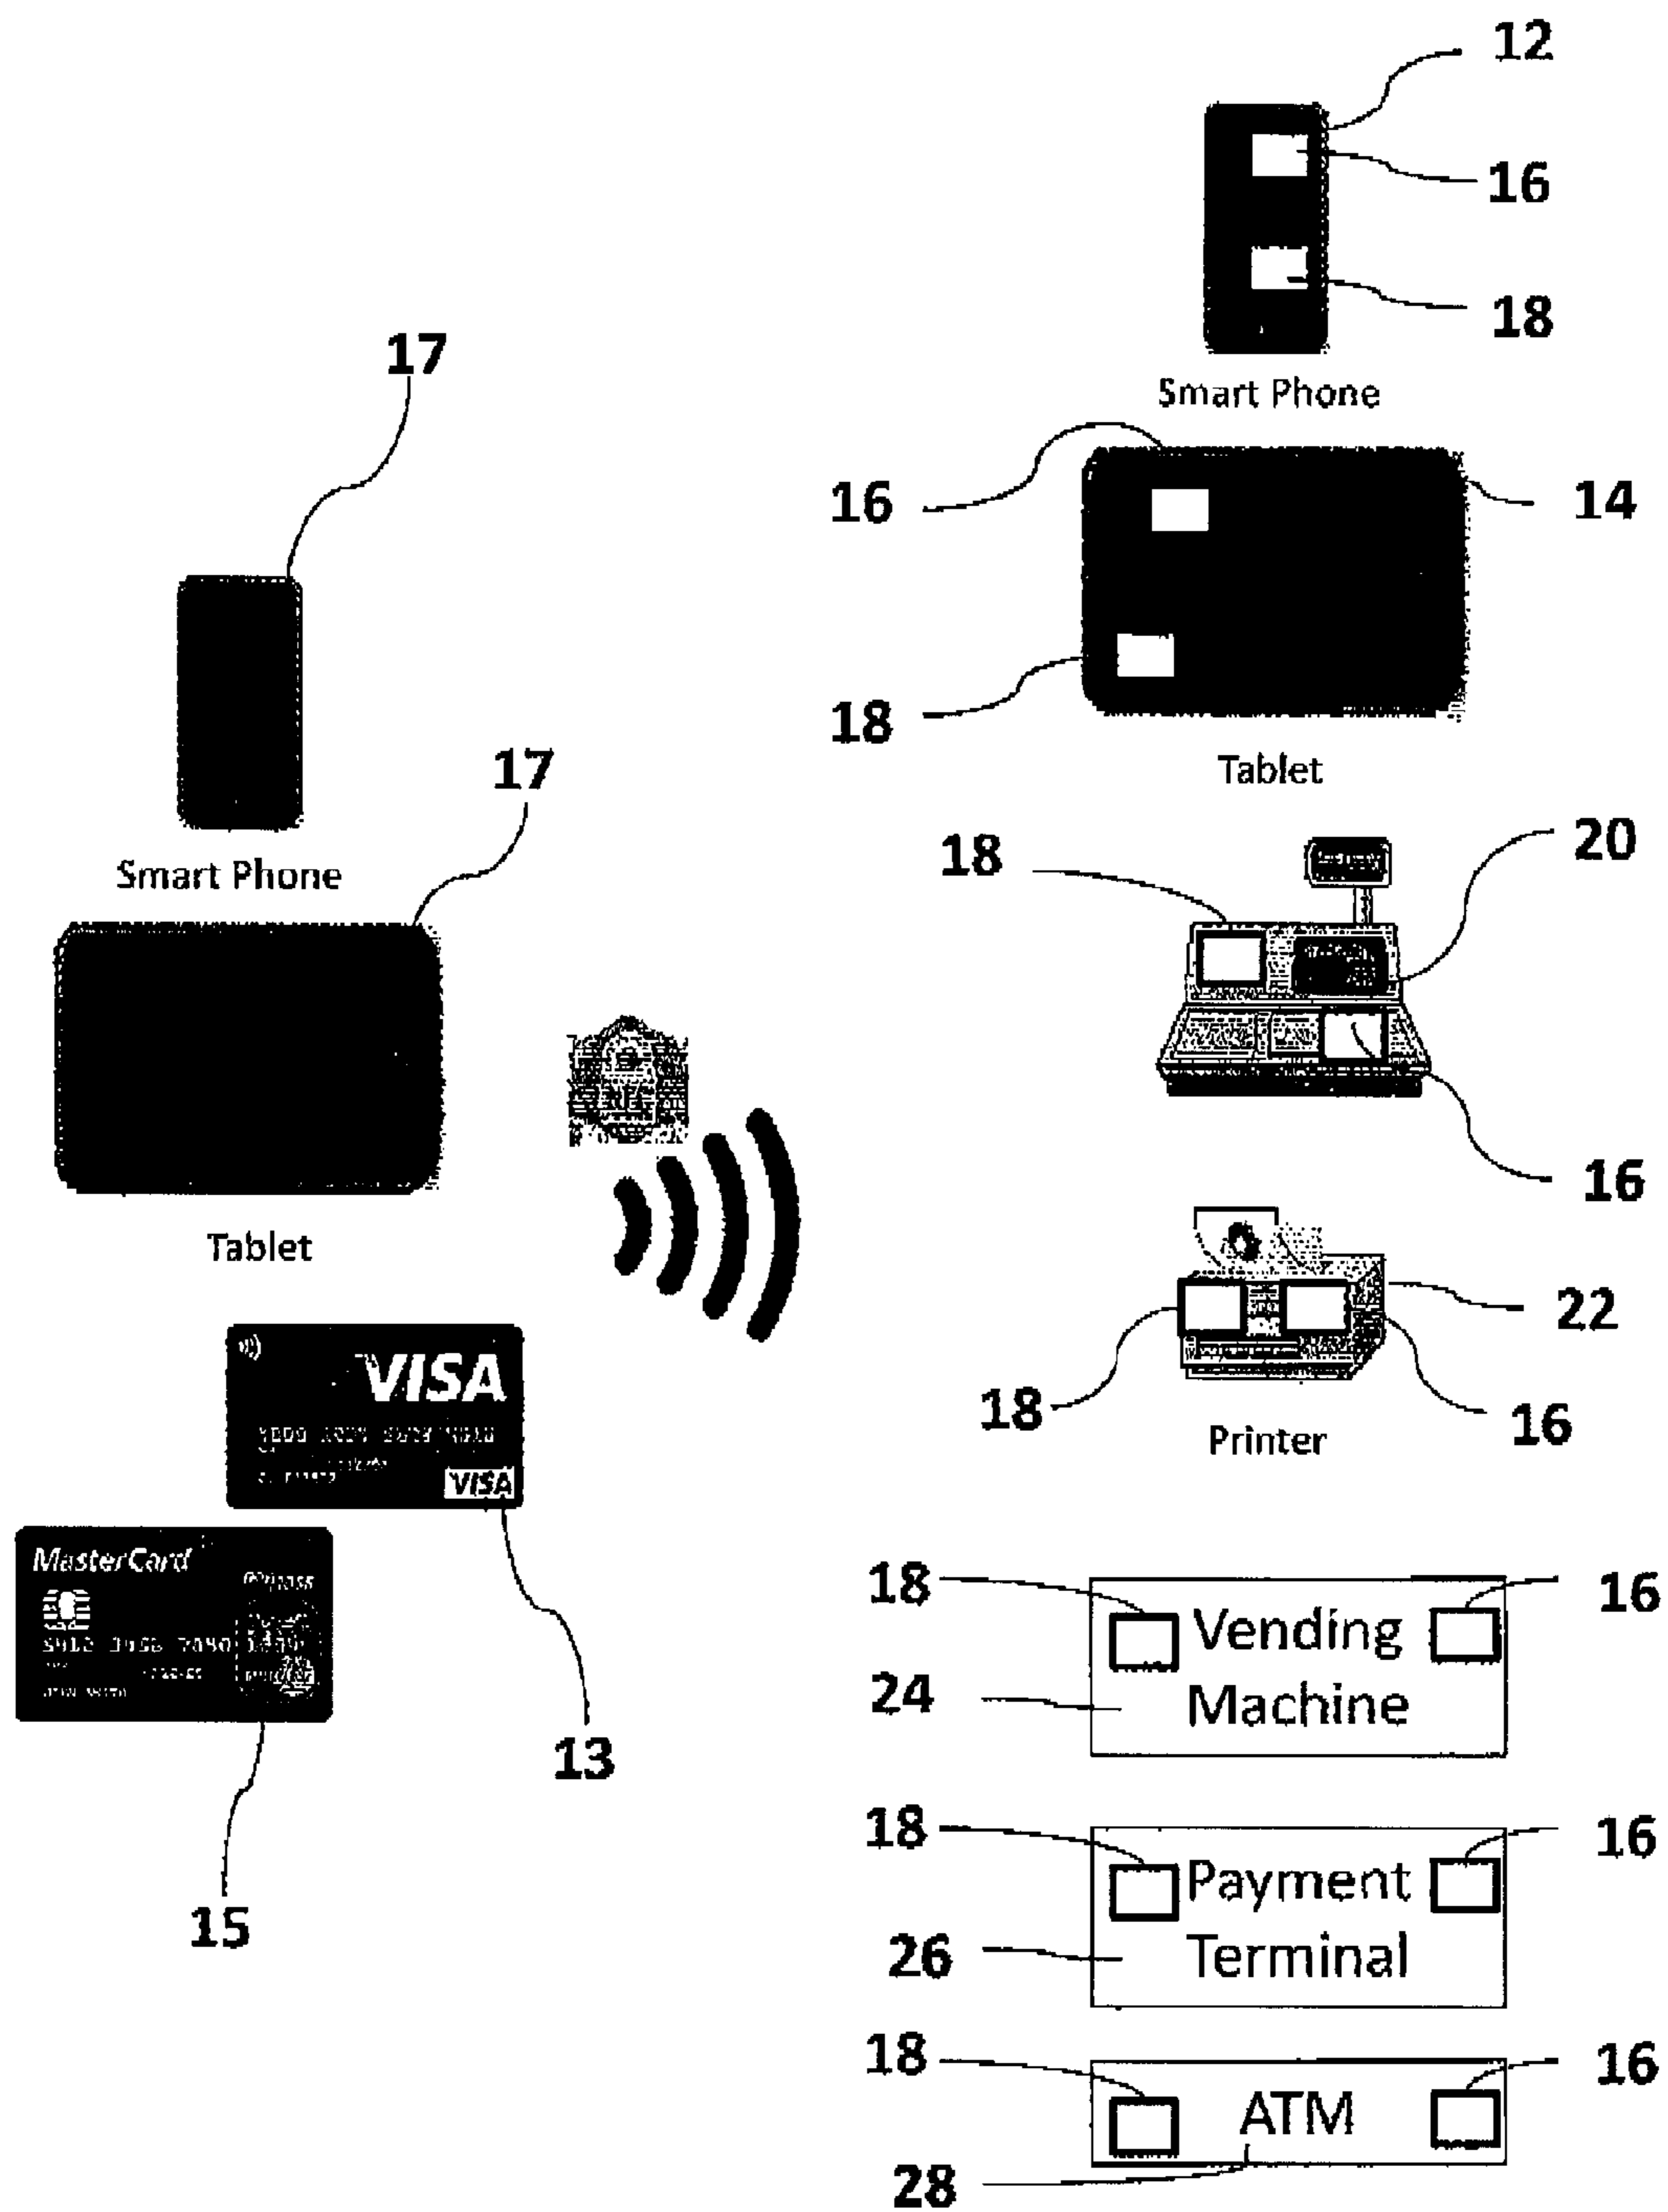 12
16
18
Smart Phone
17
16
14
18
Tablet
17
Smart Phone
18
20
16
Tablet
22
18
16
Printer
VISA
VISA
MasterCard
13
15
18
16
Vending
24
Machine
18
16
Payment
26
Terminal
18
16
ATM
28